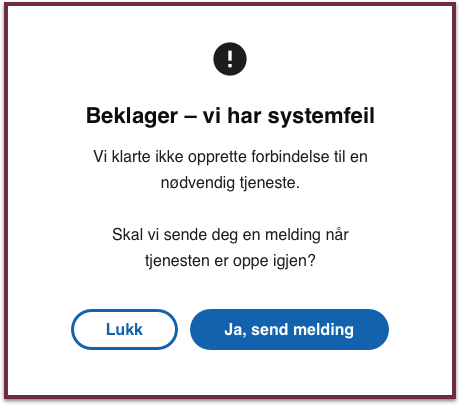 Beklager – vi har systemfeil
Vi klarte ikke opprette forbindelse til en
nødvendig tjeneste.
Skal vi sende deg en melding når
tjenesten er oppe igjen?
Lukk
Ja, send melding